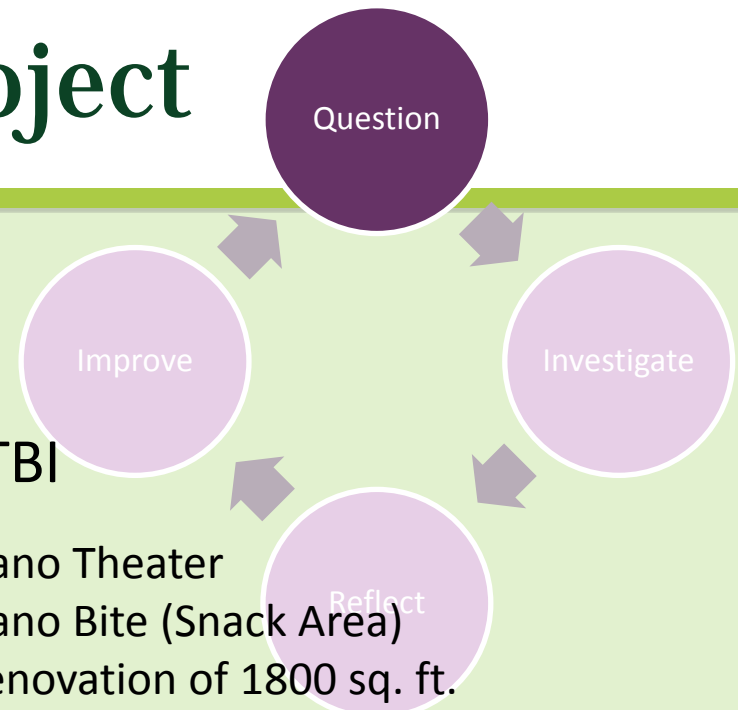 oject
Question
Improve
Investigate
TBI
ano Theater
Reflect
ano Bite (Snack Area)
enovation of 1800 sq. ft.